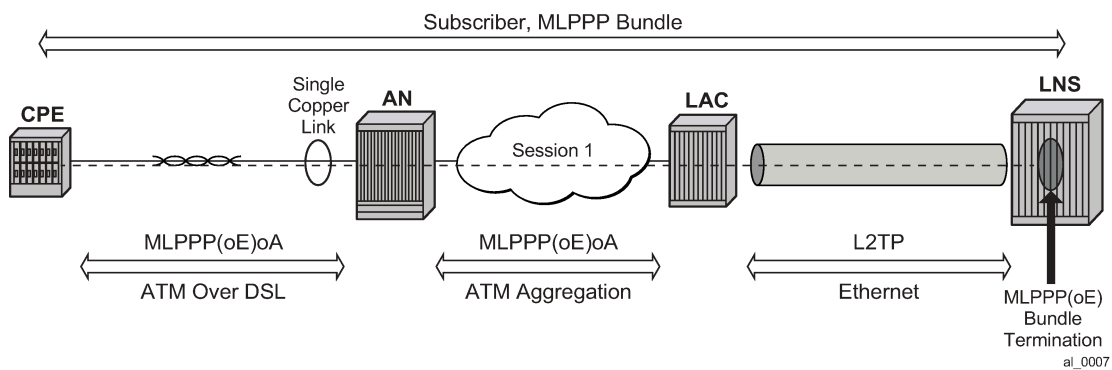 Subscriber, MLPPP Bundle
CPE
Single
Copper
Link
AN
LAC
LNS
Session 1
MLPPP(oE)oA
ATM Over DSL
MLPPP(oE)oA
ATM Aggregation
L2TP
Ethernet
MLPPP(oE)
Bundle
Termination
al_0007